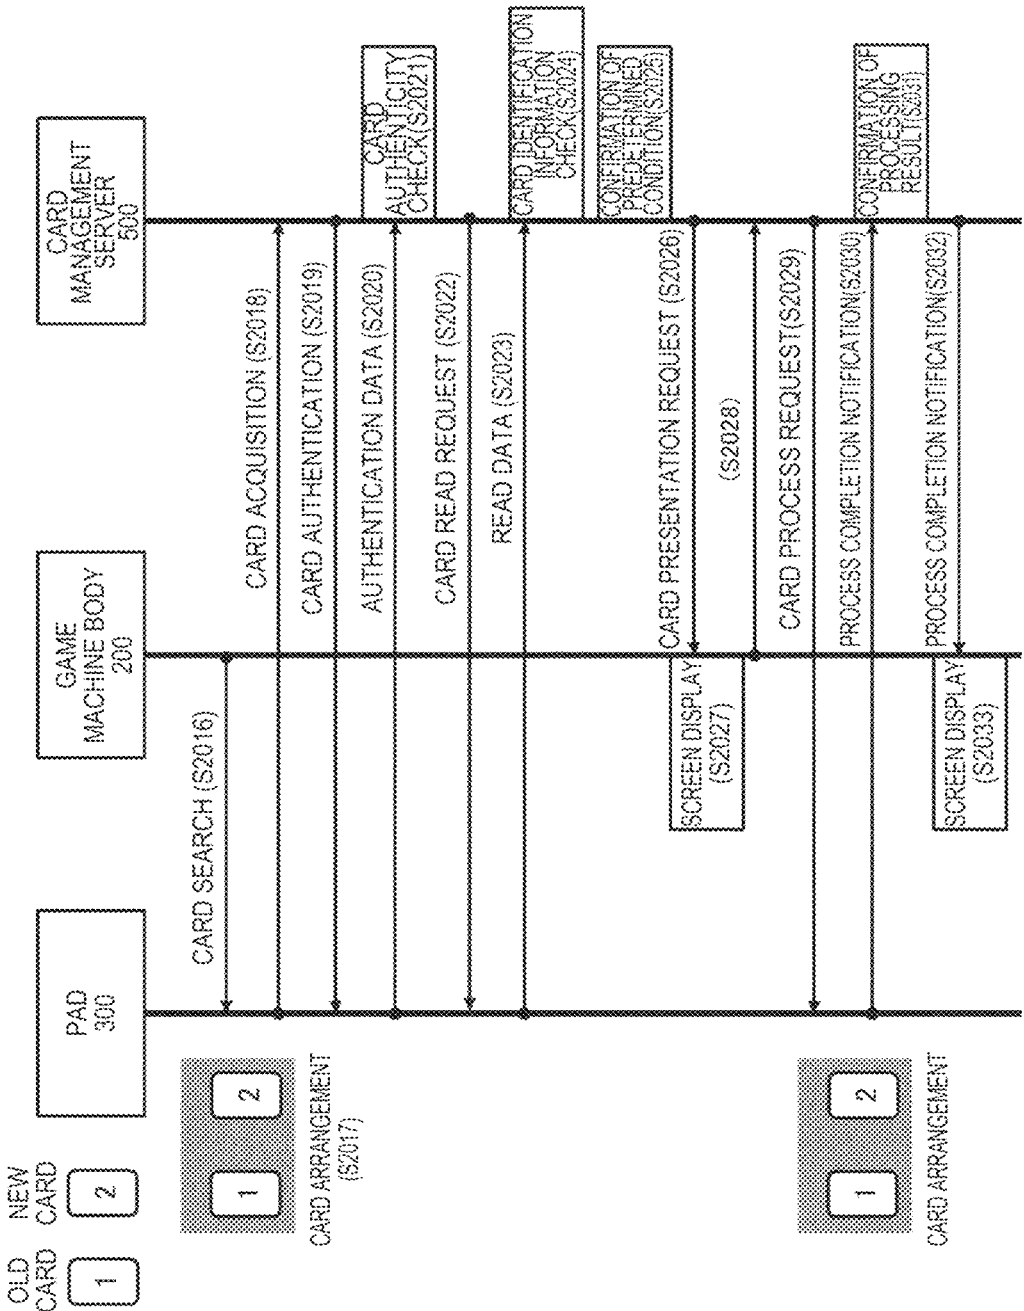 OLD
CARD
1
NEW
CARD
2
PAD
300
GAME
MACHINE BODY
200
CARD
MANAGEMENT
SERVER
500
CARD SEARCH (S2016)
1
2
CARD ARRANGEMENT
(S2017)
CARD ACQUISITION (S2018)
CARD AUTHENTICATION (S2019)
AUTHENTICATION DATA (S2020)
CARD
AUTHENTICITY
CHECK(S2021)
CARD READ REQUEST (S2022)
READ DATA (S2023)
CARD IDENTIFICATION
INFORMATION
CHECK(S2024)
CONFIRMATION OF
PREDETERMINED
CONDITION(S2025)
CARD PRESENTATION REQUEST (S2026)
SCREEN DISPLAY
(S2027)
(S2028)
CARD PROCESS REQUEST(S2029)
1
2
CARD ARRANGEMENT
PROCESS COMPLETION NOTIFICATION(S2030)
CONFIRMATION OF
PROCESSING
RESULT(S2031)
PROCESS COMPLETION NOTIFICATION(S2032)
SCREEN DISPLAY
(S2033)